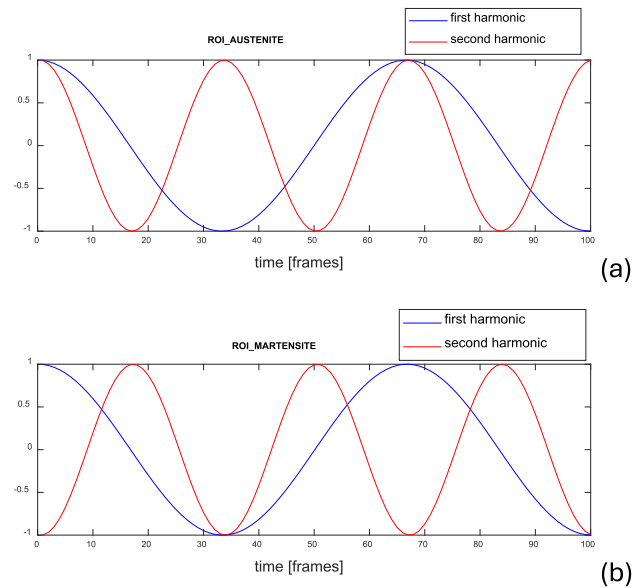 first harmonic
second harmonic
ROI_AUSTENITE
1
0.5
0
-0.5
-1
0 10 20 30 40 50 60 70 80 90 100
time [frames]
(a)
first harmonic
second harmonic
ROI_MARTENSITE
1
0.5
0
-0.5
-1
0 10 20 30 40 50 60 70 80 90 100
time [frames]
(b)